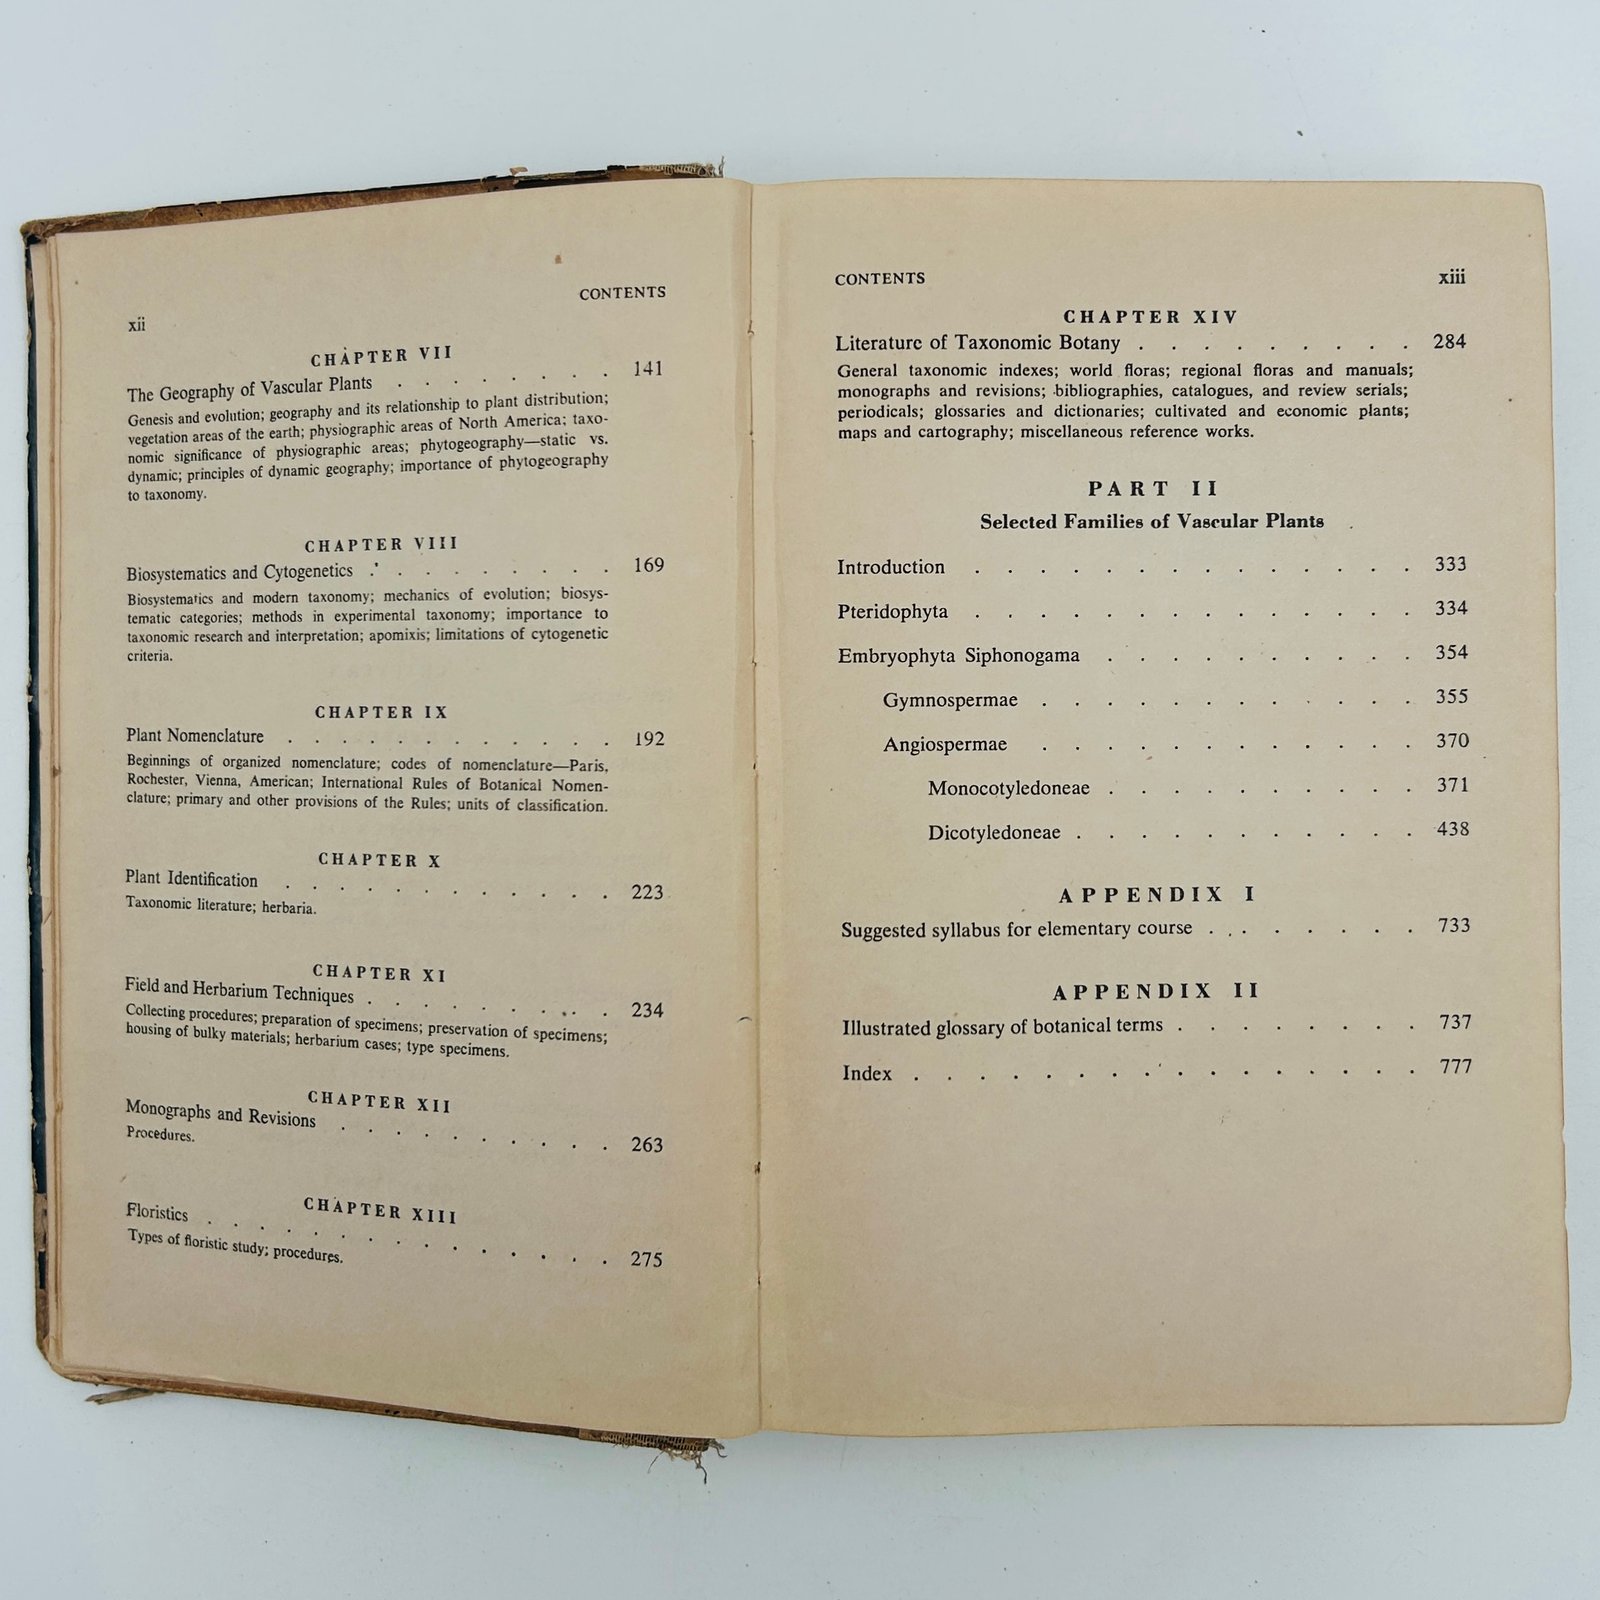 CONTENTS
xii
CHAPTER VII
The Geography of Vascular Plants . . . . . . . . 141
Genesis and evolution; geography and its relationship to plant distribution;
vegetation areas of the earth; physiographic areas of North America; taxo-
nomic significance of physiographic areas; phytogeography—static vs.
dynamic; principles of dynamic geography; importance of phytogeography
to taxonomy.
CHAPTER VIII
Biosystematics and Cytogenetics . . . . . . . . . 169
Biosystematics and modern taxonomy; mechanics of evolution; biosys-
tematic categories; methods in experimental taxonomy; importance to
taxonomic research and interpretation; apomixis; limitations of cytogenetic
criteria.
CHAPTER IX
Plant Nomenclature . . . . . . . . . . . . 192
Beginnings of organized nomenclature; codes of nomenclature—Paris,
Rochester, Vienna, American; International Rules of Botanical Nomen-
clature; primary and other provisions of the Rules; units of classification.
CHAPTER X
Plant Identification . . . . . . . . . . . . 223
Taxonomic literature; herbaria.
CHAPTER XI
Field and Herbarium Techniques . . . . . . . . . 234
Collecting procedures; preparation of specimens; preservation of specimens;
housing of bulky materials; herbarium cases; type specimens.
CHAPTER XII
Monographs and Revisions . . . . . . . . . . 263
Procedures.
CHAPTER XIII
Floristics . . . . . . . . . . . . . . . 275
Types of floristic study; procedures.
CONTENTS xiii
CHAPTER XIV
Literature of Taxonomic Botany . . . . . . . . . 284
General taxonomic indexes; world floras; regional floras and manuals;
monographs and revisions; bibliographies, catalogues, and review serials;
periodicals; glossaries and dictionaries; cultivated and economic plants;
maps and cartography; miscellaneous reference works.
PART II
Selected Families of Vascular Plants
Introduction . . . . . . . . . . . . . . 333
Pteridophyta . . . . . . . . . . . . . . 334
Embryophyta Siphonogama . . . . . . . . . . 354
Gymnospermae . . . . . . . . . . . . 355
Angiospermae . . . . . . . . . . . . 370
Monocotyledoneae . . . . . . . . . . 371
Dicotyledoneae . . . . . . . . . . . 438
APPENDIX I
Suggested syllabus for elementary course . . . . . . . 733
APPENDIX II
Illustrated glossary of botanical terms . . . . . . . . 737
Index . . . . . . . . . . . . . . . . 777